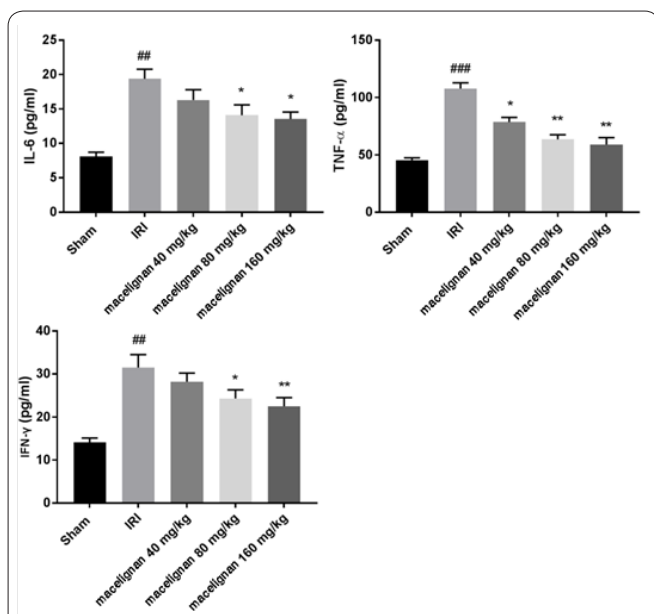 IL-6 (pg/ml)
25
20
15
10
5
0
##
*
*
Sham
IRI
macelignan 40 mg/kg
macelignan 80 mg/kg
macelignan 160 mg/kg
TNF-α (pg/ml)
150
100
50
0
###
*
**
**
Sham
IRI
macelignan 40 mg/kg
macelignan 80 mg/kg
macelignan 160 mg/kg
IFN-γ (pg/ml)
40
30
20
10
0
##
*
**
Sham
IRI
macelignan 40 mg/kg
macelignan 80 mg/kg
macelignan 160 mg/kg